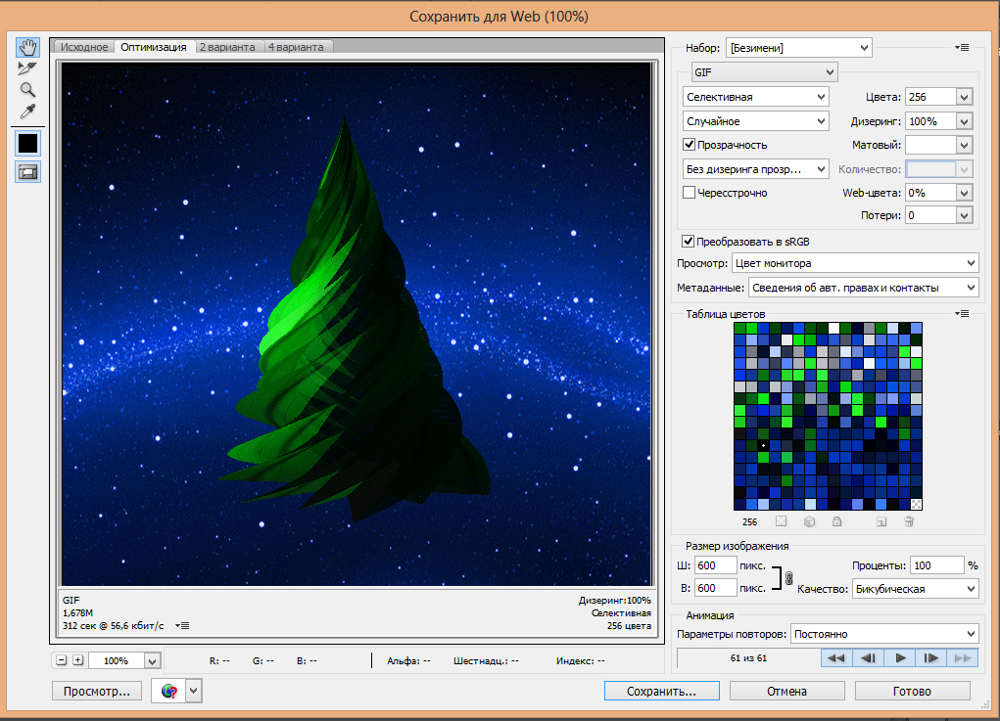 Сохранить для Web (100%)
Исходное Оптимизация 2 варианта 4 варианта
Набор: [Безимени]
GIF
Селективная Цвета: 256
Случайное Дизеринг: 100%
Прозрачность Матовый:
Без дизеринга прозр... Количество:
Чересстрочно Web-цвета: 0%
Потери: 0
Преобразовать в sRGB
Просмотр: Цвет монитора
Метаданные: Сведения об авт. правах и контакты
Таблица цветов
256
Размер изображения
Ш: 600 пикс. Проценты: 100 %
В: 600 пикс. Качество: Бикубическая
Анимация
Параметры повторов: Постоянно
61 из 61
GIF Дизеринг:100%
1,678M Селективная
312 сек @ 56,6 кбит/с 256 цвета
100% R: -- G: -- B: -- Альфа: -- Шестнадц.: -- Индекс: --
Просмотр... Сохранить... Отмена Готово